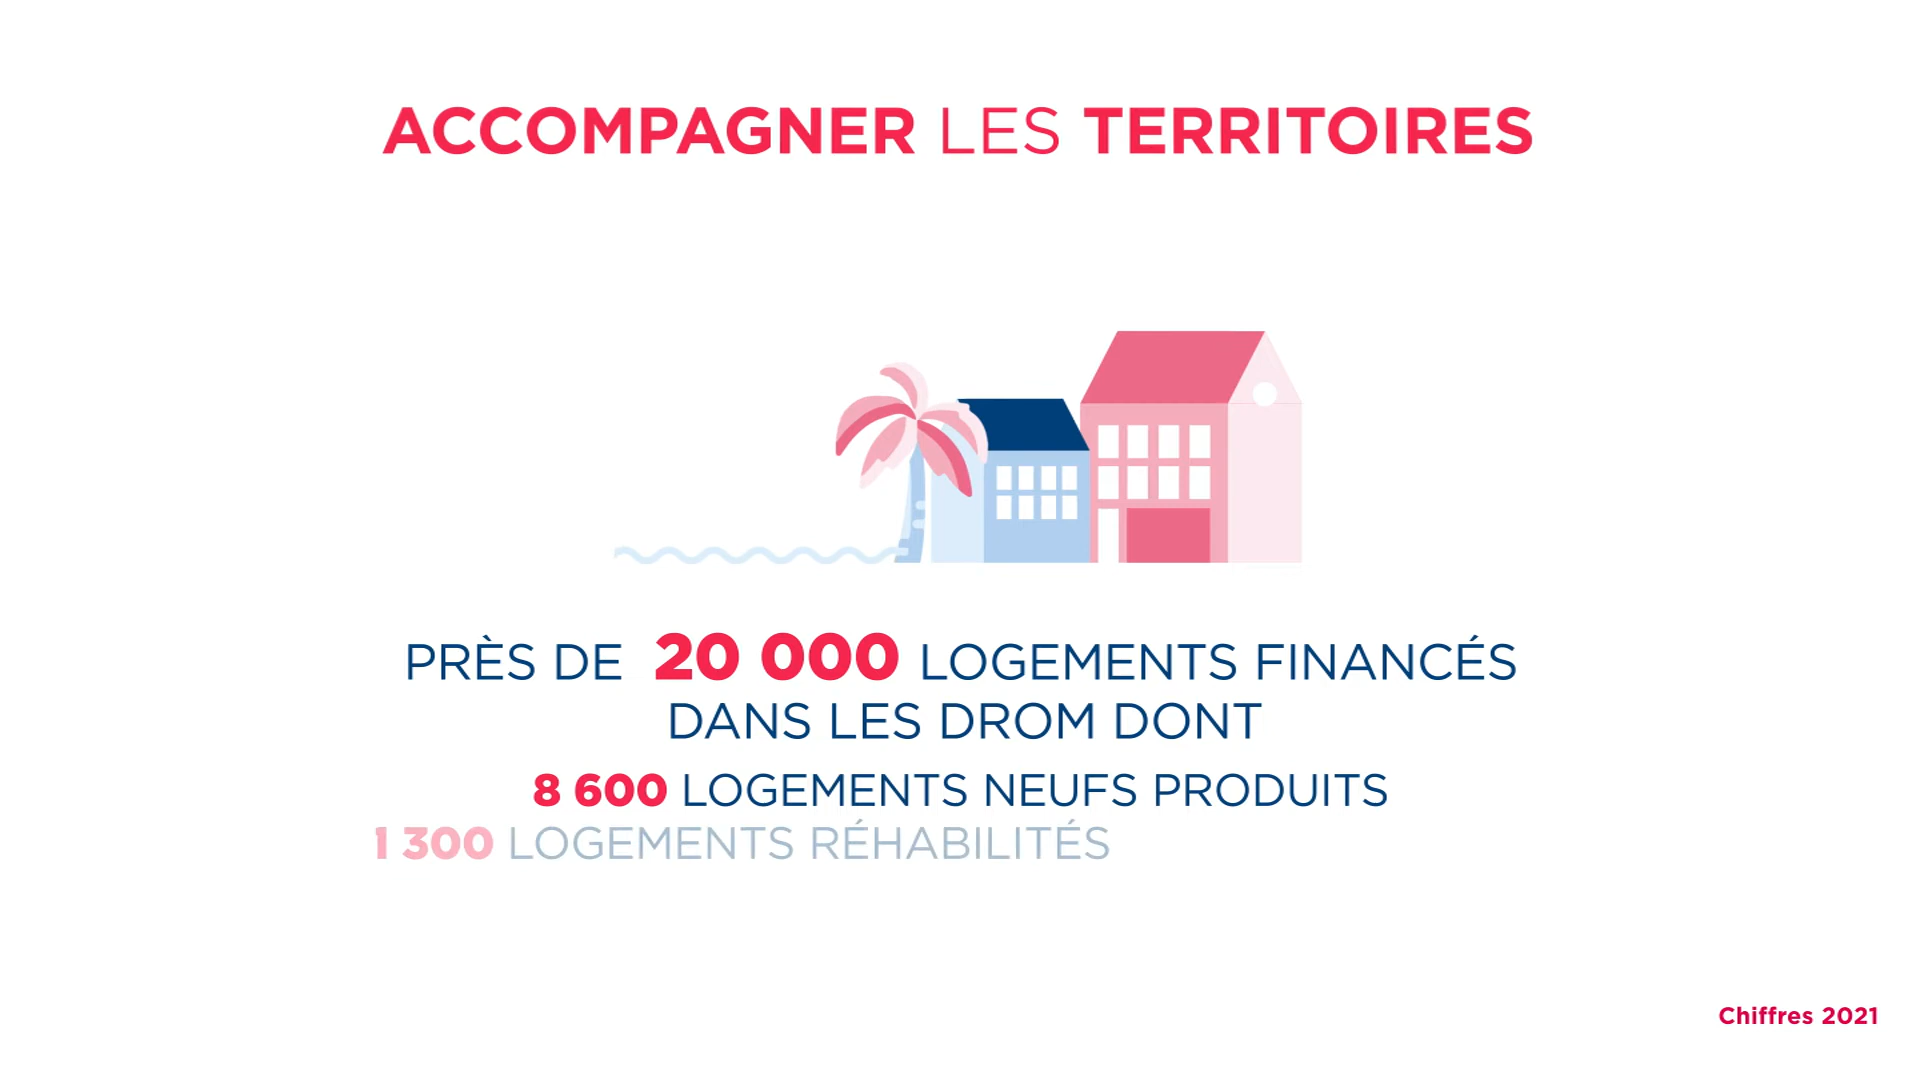 ACCOMPAGNER LES TERRITOIRES
PRÈS DE 20 000 LOGEMENTS FINANCÉS
DANS LES DROM DONT
8 600 LOGEMENTS NEUFS PRODUITS
1 300 LOGEMENTS RÉHABILITÉS
Chiffres 2021